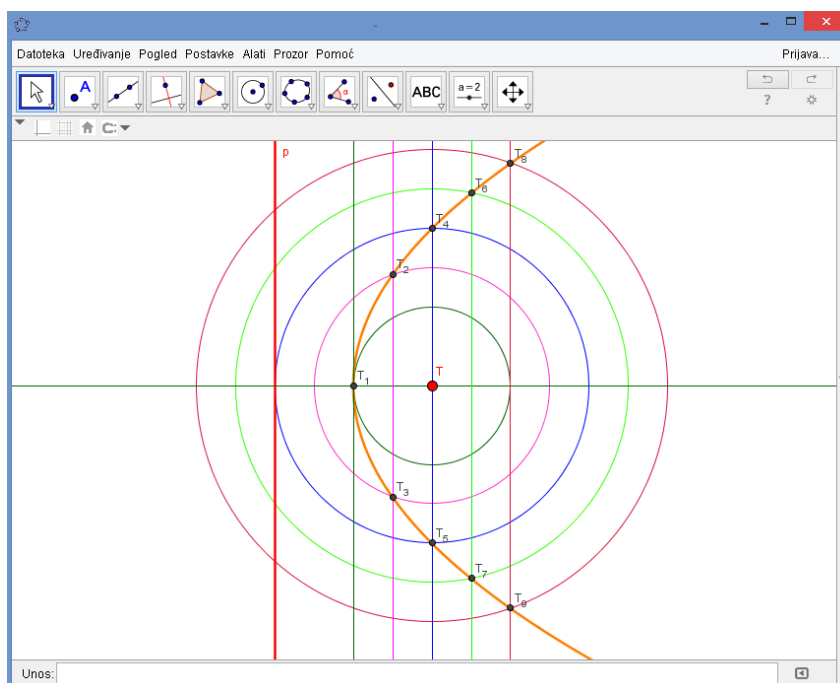 Datoteka Uređivanje Pogled Postavke Alati Prozor Pomoć Prijava...
A α ABC a=2
?
p
T₈
T₆
T₄
T₂
T₁ T
T₃
T₅
T₇
T₉
Unos: